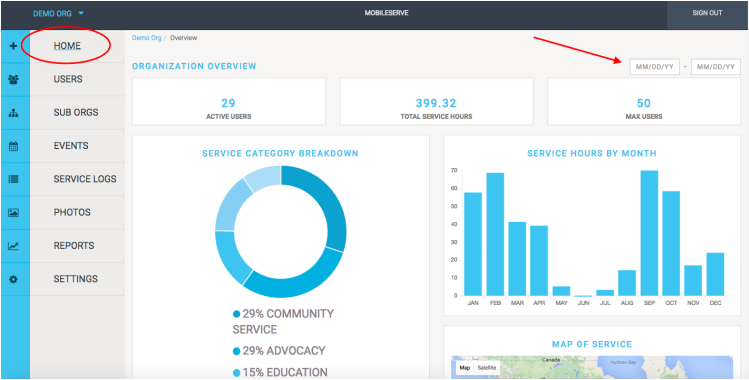 DEMO ORG
MOBILESERVE
SIGN OUT
HOME
USERS
SUB ORGS
EVENTS
SERVICE LOGS
PHOTOS
REPORTS
SETTINGS
Demo Org / Overview
ORGANIZATION OVERVIEW
MM/DD/YY - MM/DD/YY
29
ACTIVE USERS
399.32
TOTAL SERVICE HOURS
50
MAX USERS
SERVICE CATEGORY BREAKDOWN
29% COMMUNITY
SERVICE
29% ADVOCACY
15% EDUCATION
SERVICE HOURS BY MONTH
70
60
50
40
30
20
10
0
JAN FEB MAR APR MAY JUN JUL AUG SEP OCT NOV DEC
MAP OF SERVICE
Map Satellite
Canada
Hudson Bay